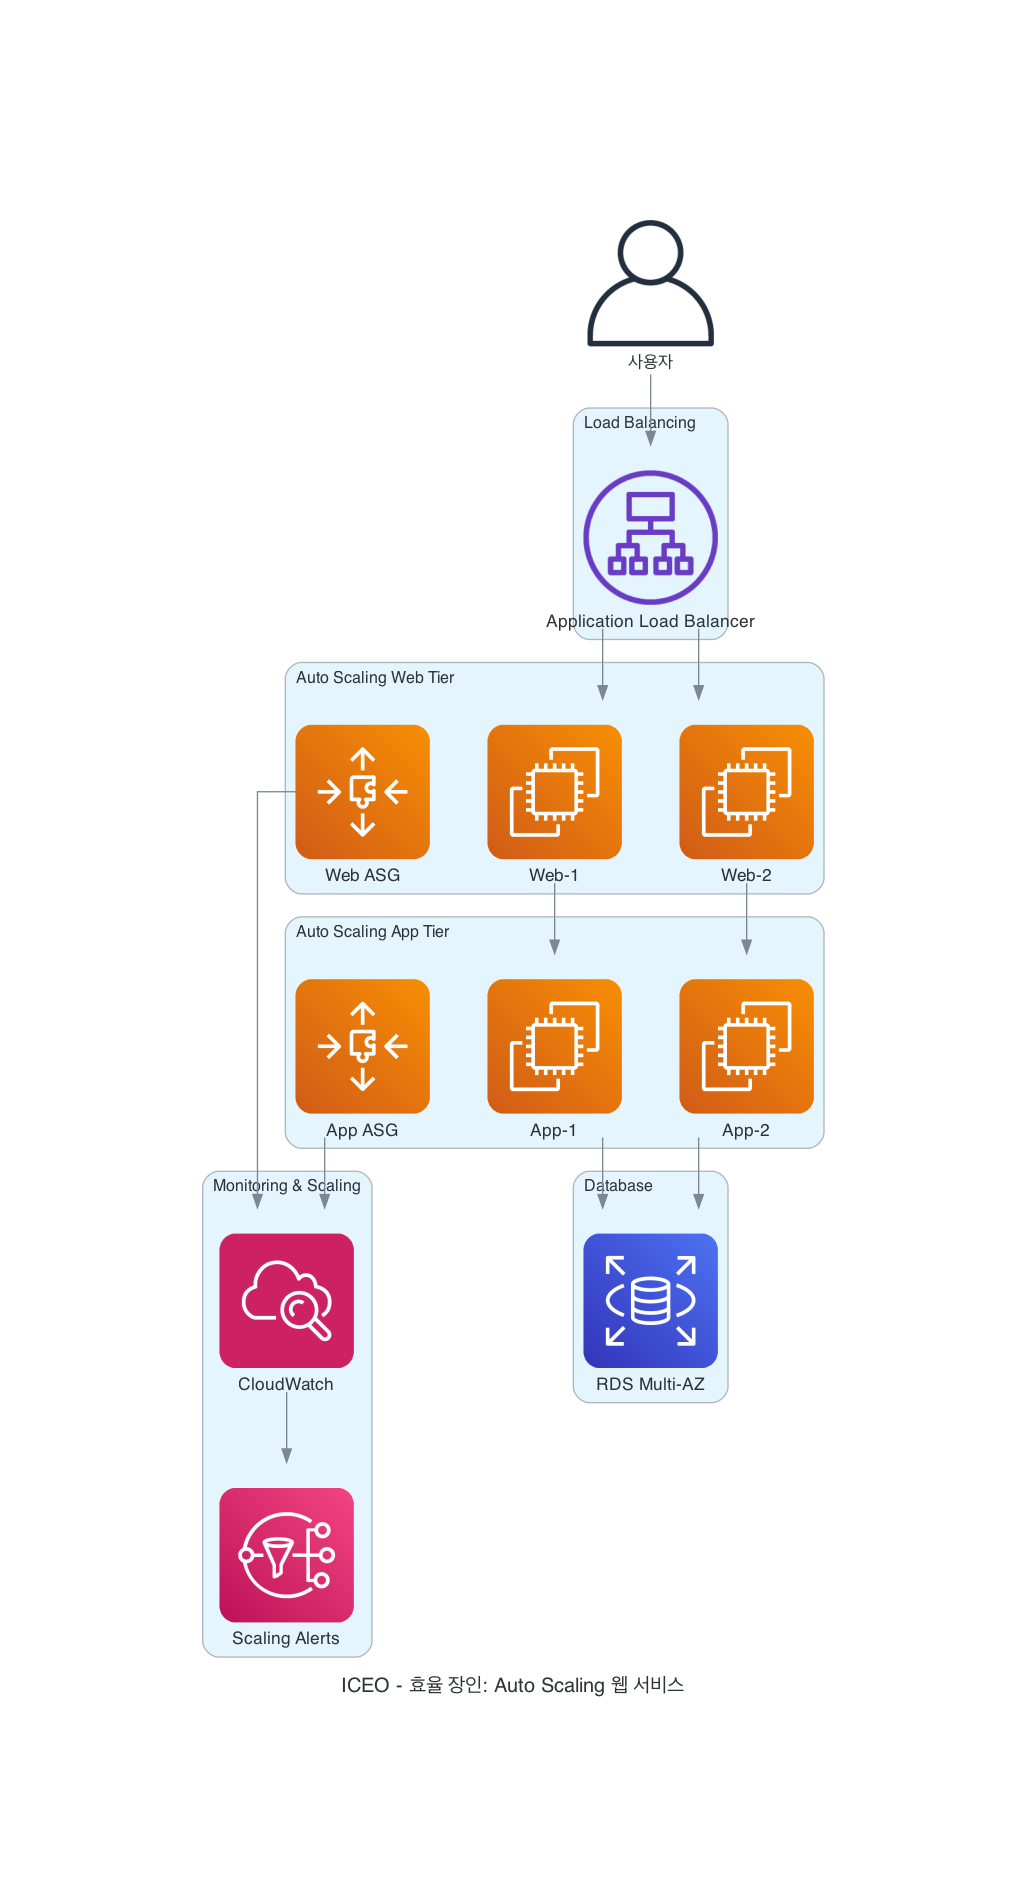 사용자
Load Balancing
Application Load Balancer
Auto Scaling Web Tier
Web ASG
Web-1
Web-2
Auto Scaling App Tier
App ASG
App-1
App-2
Monitoring & Scaling
Database
CloudWatch
RDS Multi-AZ
Scaling Alerts
ICEO - 효율 장인: Auto Scaling 웹 서비스